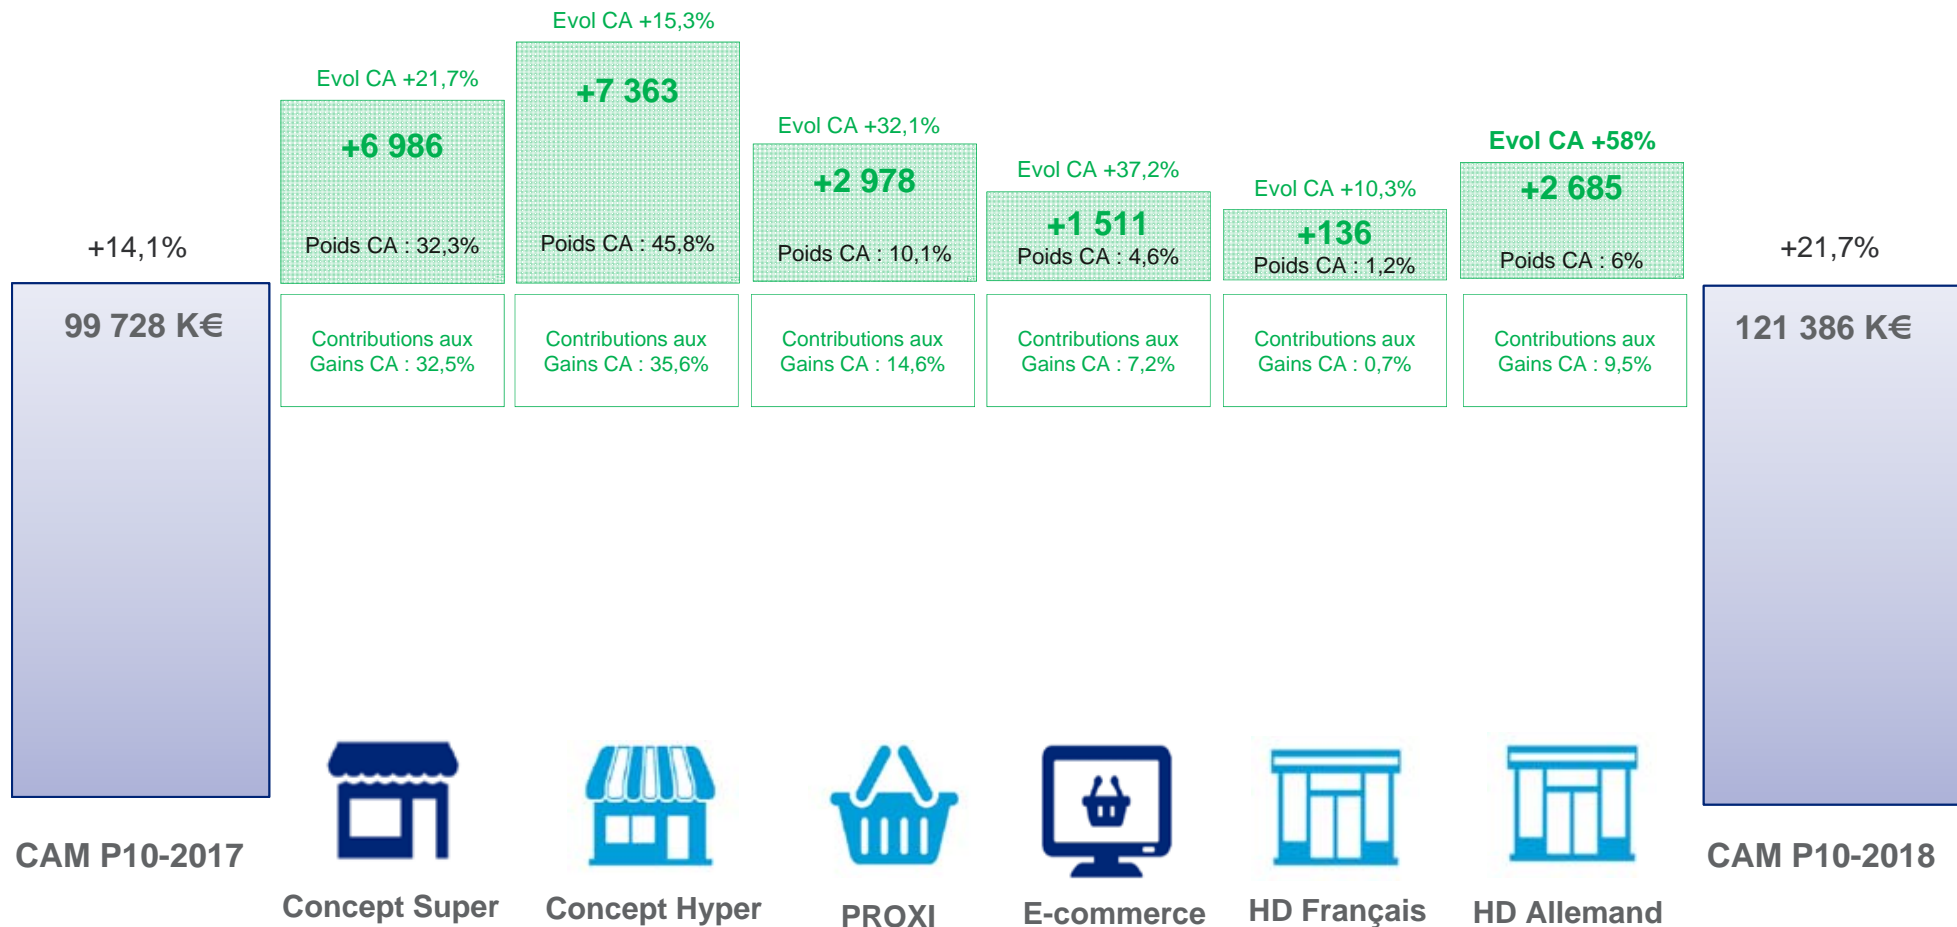 +14,1%
99 728 K€
CAM P10-2017
Evol CA +21,7%
+6 986
Poids CA : 32,3%
Contributions aux
Gains CA : 32,5%
Concept Super
Evol CA +15,3%
+7 363
Poids CA : 45,8%
Contributions aux
Gains CA : 35,6%
Concept Hyper
Evol CA +32,1%
+2 978
Poids CA : 10,1%
Contributions aux
Gains CA : 14,6%
PROXI
Evol CA +37,2%
+1 511
Poids CA : 4,6%
Contributions aux
Gains CA : 7,2%
E-commerce
Evol CA +10,3%
+136
Poids CA : 1,2%
Contributions aux
Gains CA : 0,7%
HD Français
Evol CA +58%
+2 685
Poids CA : 6%
Contributions aux
Gains CA : 9,5%
HD Allemand
+21,7%
121 386 K€
CAM P10-2018